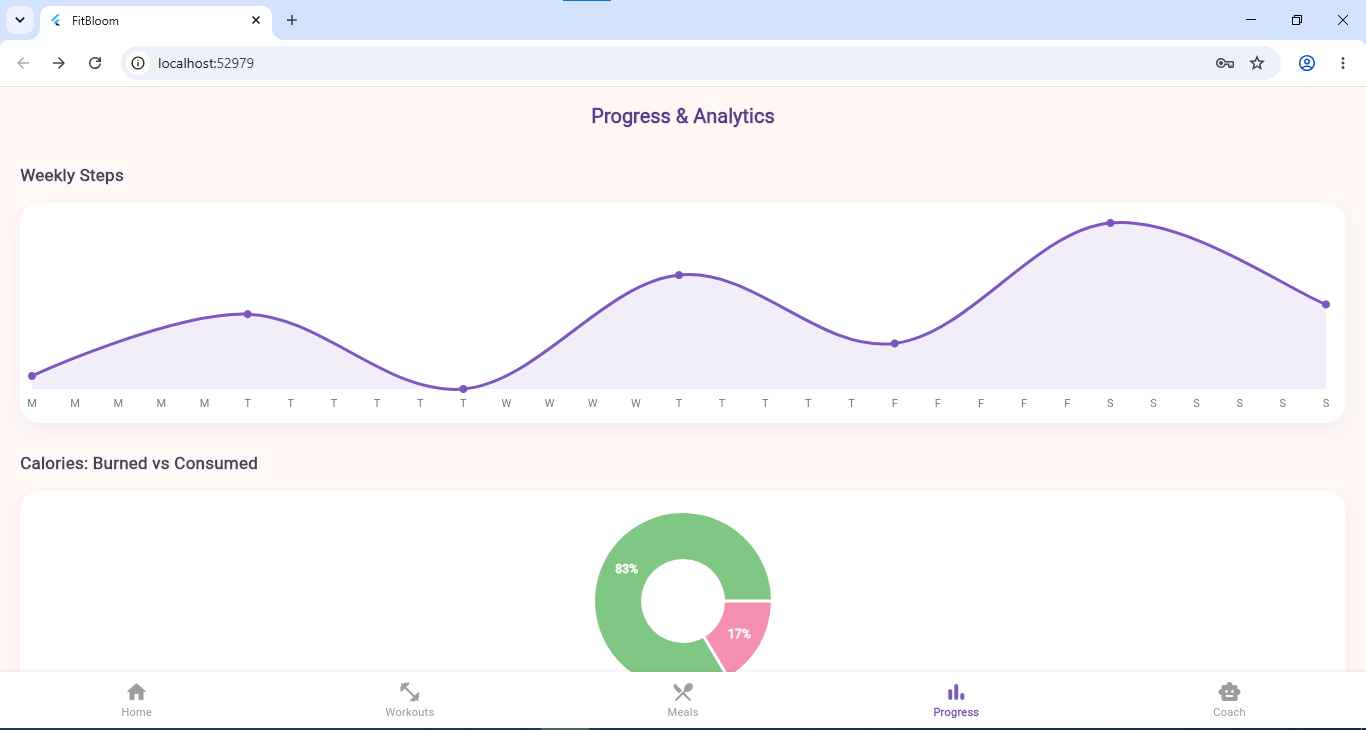 FitBloom
localhost:52979
Progress & Analytics
Weekly Steps
M M M M M T T T T T T W W W W T T T T T F F F F F S S S S S S
Calories: Burned vs Consumed
83%
17%
Home Workouts Meals Progress Coach